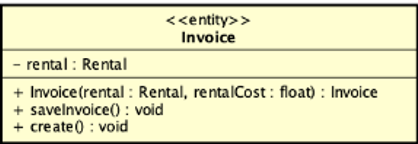 <<entity>>
Invoice
- rental : Rental
+ Invoice(rental : Rental, rentalCost : float) : Invoice
+ saveInvoice() : void
+ create() : void